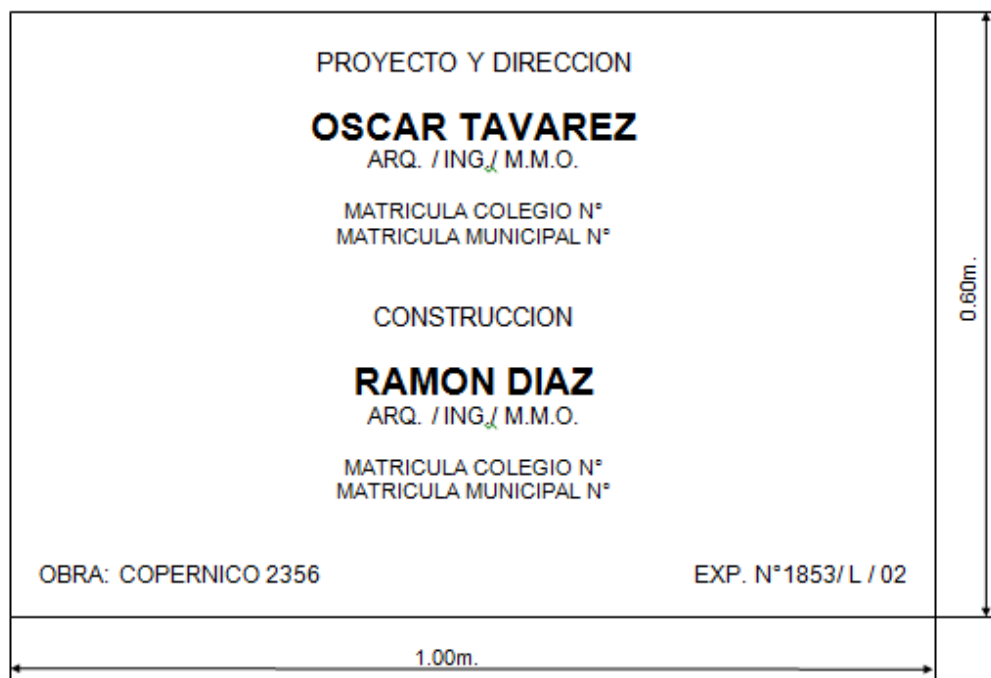 PROYECTO Y DIRECCION
OSCAR TAVAREZ
ARQ. / ING./ M.M.O.
MATRICULA COLEGIO N°
MATRICULA MUNICIPAL N°
CONSTRUCCION
RAMON DIAZ
ARQ. / ING./ M.M.O.
MATRICULA COLEGIO N°
MATRICULA MUNICIPAL N°
OBRA: COPERNICO 2356 EXP. N°1853/ L / 02
0.60m.
1.00m.